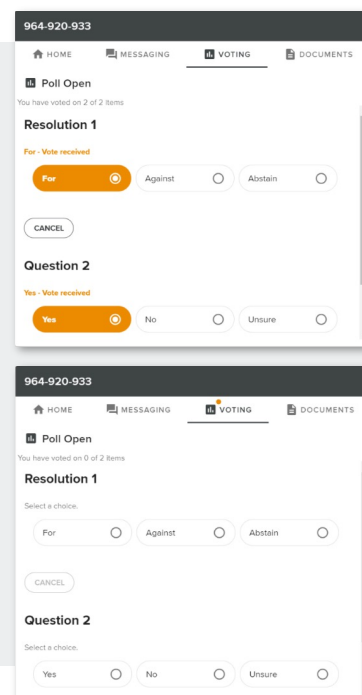 964-920-933
HOME MESSAGING VOTING DOCUMENTS
Poll Open
You have voted on 2 of 2 items
Resolution 1
For - Vote received
For Against Abstain
CANCEL
Question 2
Yes - Vote received
Yes No Unsure
964-920-933
HOME MESSAGING VOTING DOCUMENTS
Poll Open
You have voted on 0 of 2 items
Resolution 1
Select a choice.
For Against Abstain
CANCEL
Question 2
Select a choice.
Yes No Unsure